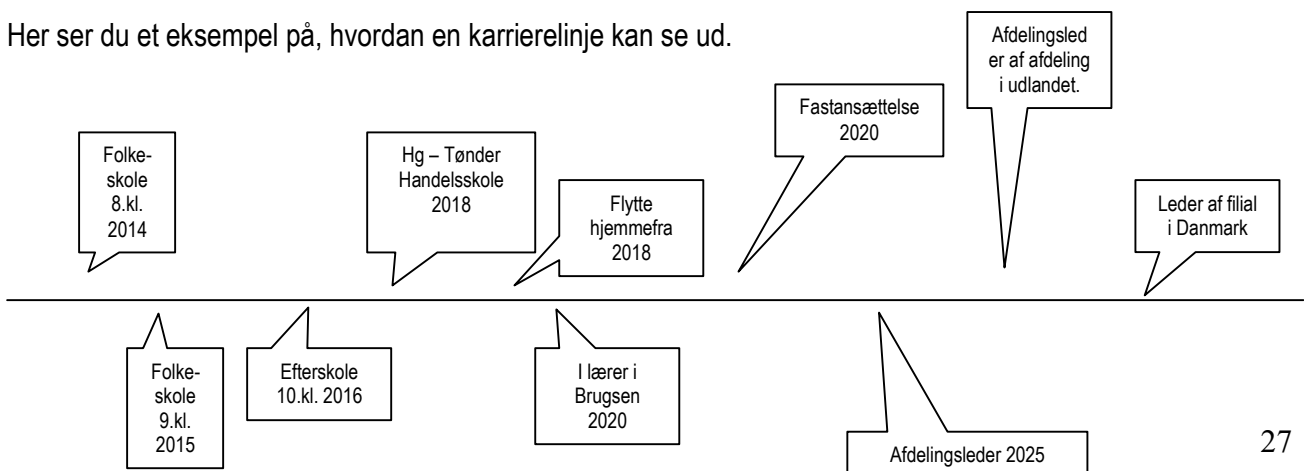 Her ser du et eksempel på, hvordan en karrierelinje kan se ud.
Folke-
skole
8.kl.
2014
Hg – Tønder
Handelsskole
2018
Flytte
hjemmefra
2018
Fastansættelse
2020
Afdelingsled
er af afdeling
i udlandet.
Leder af filial
i Danmark
Folke-
skole
9.kl.
2015
Efterskole
10.kl. 2016
I lærer i
Brugsen
2020
Afdelingsleder 2025
27